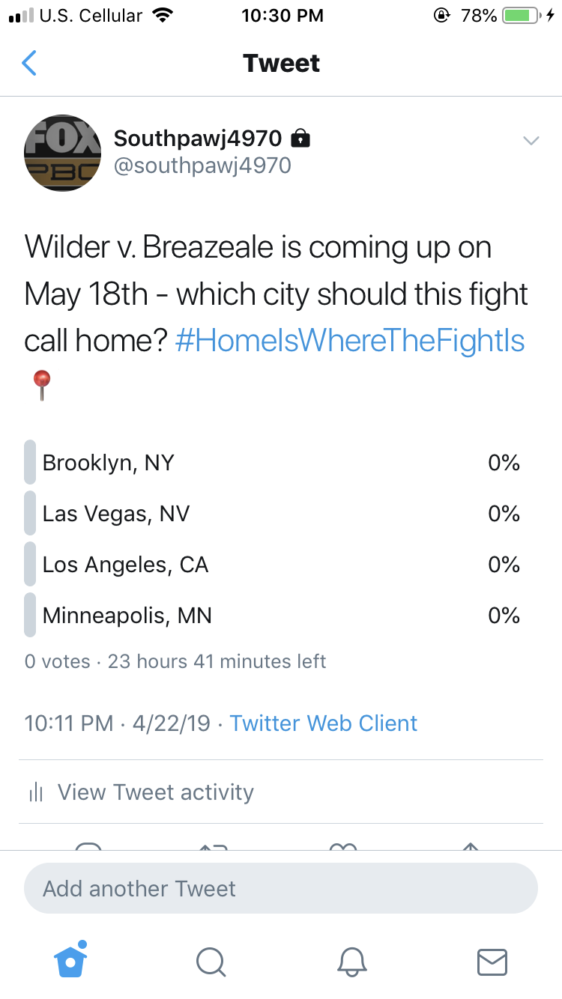 U.S. Cellular 10:30 PM 78%
Tweet
FOX
PBC
Southpawj4970
@southpawj4970
Wilder v. Breazeale is coming up on
May 18th - which city should this fight
call home? #HomeIsWhereTheFightIs
📍
Brooklyn, NY 0%
Las Vegas, NV 0%
Los Angeles, CA 0%
Minneapolis, MN 0%
0 votes · 23 hours 41 minutes left
10:11 PM · 4/22/19 · Twitter Web Client
View Tweet activity
Add another Tweet